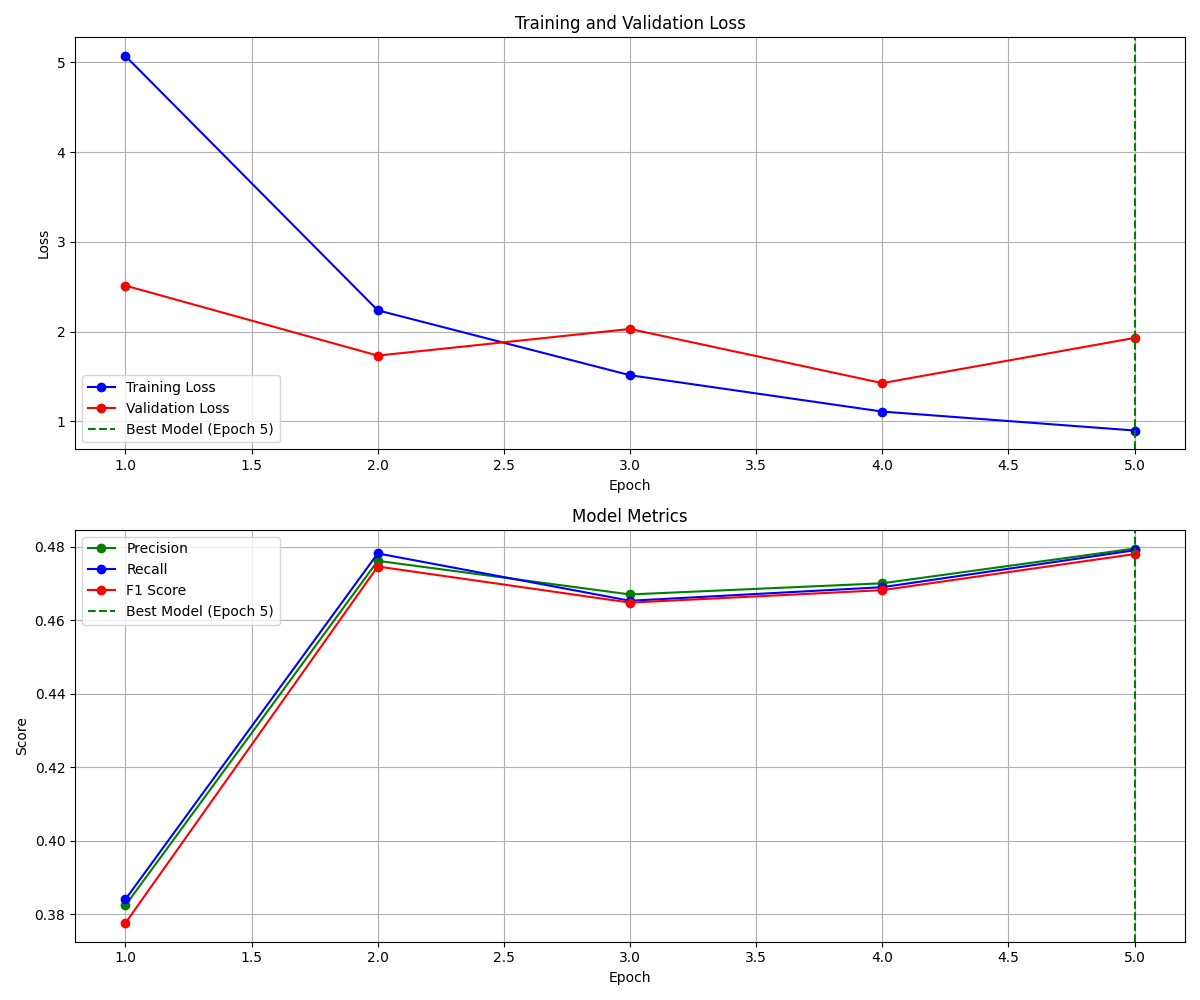 Training and Validation Loss
5
4
3
2
1
Loss
Training Loss
Validation Loss
Best Model (Epoch 5)
1.0 1.5 2.0 2.5 3.0 3.5 4.0 4.5 5.0
Epoch
Model Metrics
0.48
0.46
0.44
0.42
0.40
0.38
Score
Precision
Recall
F1 Score
Best Model (Epoch 5)
1.0 1.5 2.0 2.5 3.0 3.5 4.0 4.5 5.0
Epoch